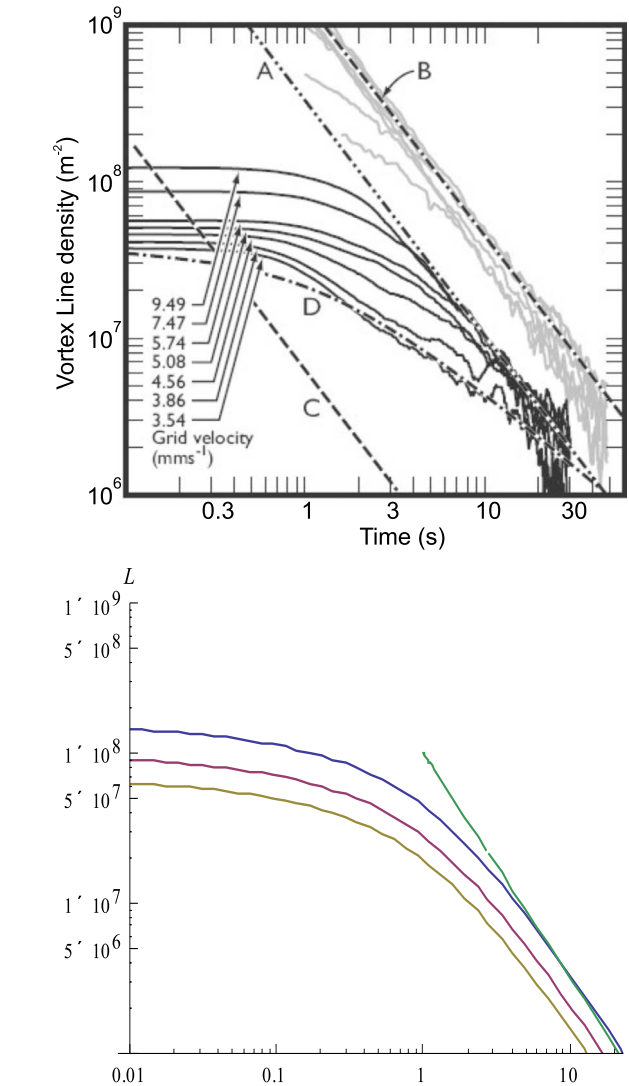 10⁹
A
B
10⁸
Vortex Line density (m⁻²)
D
9.49
7.47
5.74
5.08
4.56
3.86
3.54
Grid velocity
(mms⁻¹)
C
10⁷
10⁶
0.3 1 3 10 30
Time (s)
L
1´ 10⁹
5´ 10⁸
1´ 10⁸
5´ 10⁷
1´ 10⁷
5´ 10⁶
0.01 0.1 1 10